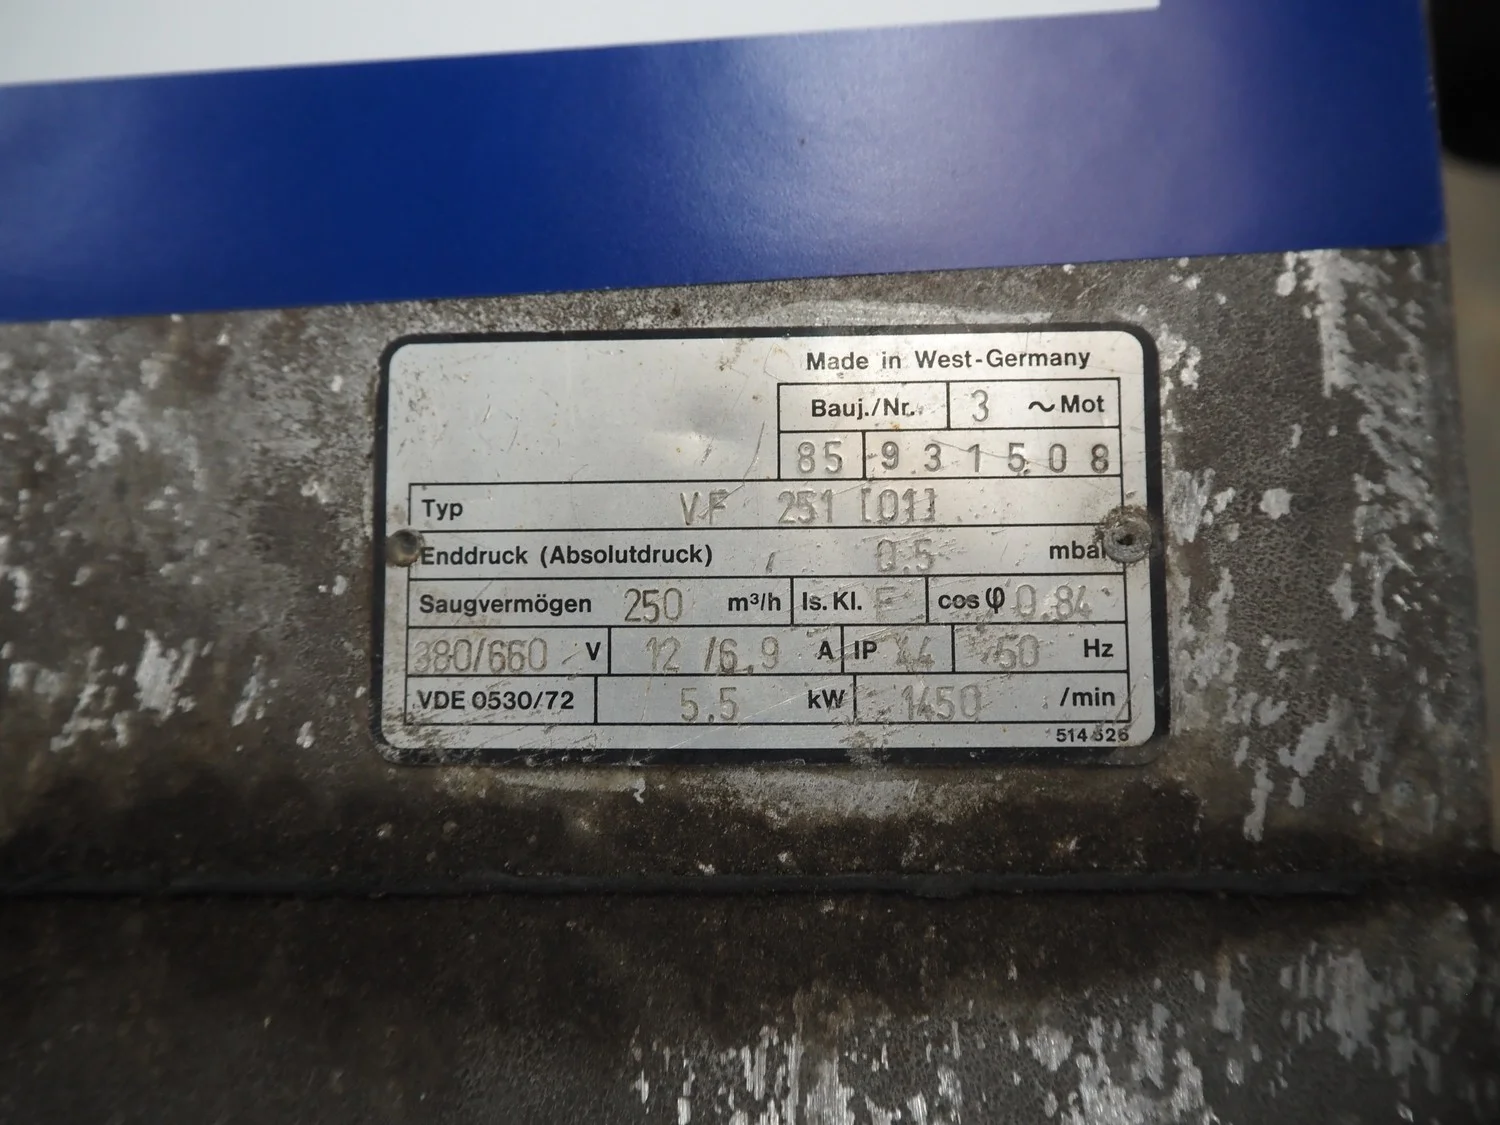 Made in West-Germany
Bauj./Nr. 3 ~ Mot
85 931508
Typ VF 251 [01]
Enddruck (Absolutdruck) 0.5 mbar
Saugvermögen 250 m³/h Is. Kl. F cos φ 0.84
380/660 V 12/6.9 A IP 44 50 Hz
VDE 0530/72 5.5 kW 1450 /min
514 526